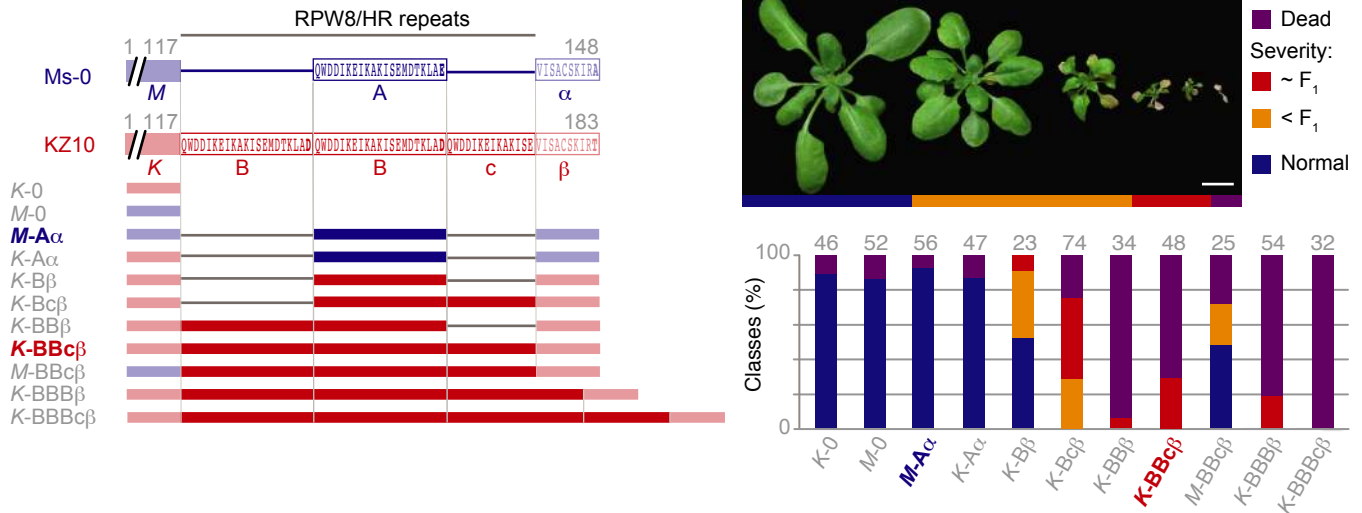 RPW8/HR repeats
1 117 148
Ms-0 QWDDIKEIKAKISEMDTKLAE VISACSKIRA
M A α
1 117 183
KZ10 QWDDIKEIKAKISEMDTKLAD QWDDIKEIKAKISEMDTKLAD QWDDIKEIKAKISE VISACSKIRT
K B B c β
K-0
M-0
M-Aα
K-Aα
K-Bβ
K-Bcβ
K-BBβ
K-BBcβ
M-BBcβ
K-BBBβ
K-BBBcβ
Dead
Severity:
~ F1
< F1
Normal
46 52 56 47 23 74 34 48 25 54 32
100
Classes (%)
0
K-0 M-0 M-Aα K-Aα K-Bβ K-Bcβ K-BBβ K-BBcβ M-BBcβ K-BBBβ K-BBBcβ